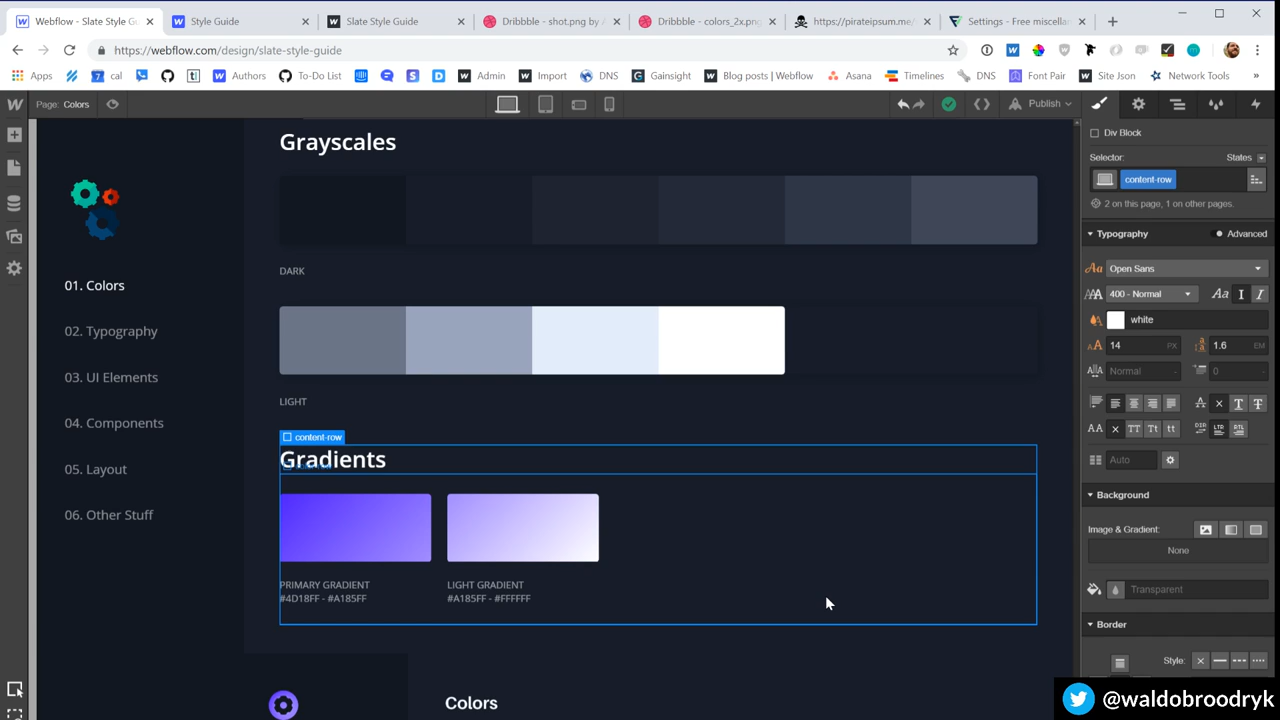 Webflow - Slate Style Gu
Style Guide
Slate Style Guide
Dribbble - shot.png by A
Dribbble - colors_2x.png
https://pirateipsum.me/
Settings - Free miscellan
https://webflow.com/design/slate-style-guide
Apps
cal
Authors
To-Do List
DNS
Admin
Import
Gainsight
Blog posts | Webflow
Asana
Timelines
DNS
Font Pair
Site Json
Network Tools
»
Page: Colors
Publish
Div Block
Selector:
States
content-row
2 on this page, 1 on other pages.
Typography
Advanced
Open Sans
400 - Normal
white
14 PX
1.6 EM
Normal
0
Auto
Background
Image & Gradient:
None
Transparent
Border
Style:
01. Colors
02. Typography
03. UI Elements
04. Components
05. Layout
06. Other Stuff
Grayscales
DARK
LIGHT
content-row
Gradients
PRIMARY GRADIENT
#4D18FF - #A185FF
LIGHT GRADIENT
#A185FF - #FFFFFF
Colors
@waldobroodryk